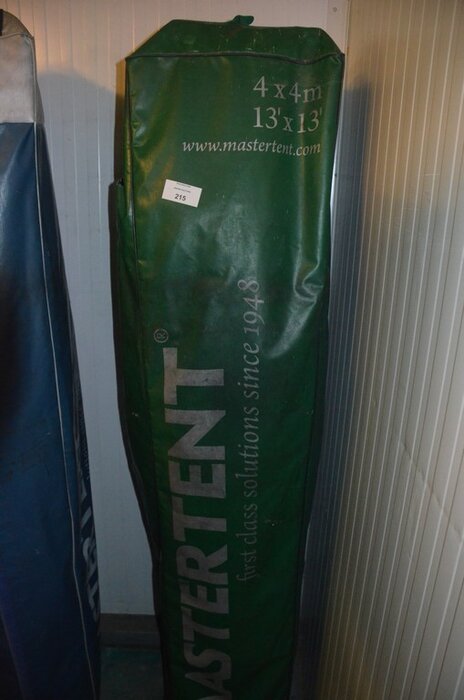 4 x 4m
13' x 13'
www.mastertent.com
215
MASTERTENT®
first class solutions since 1948